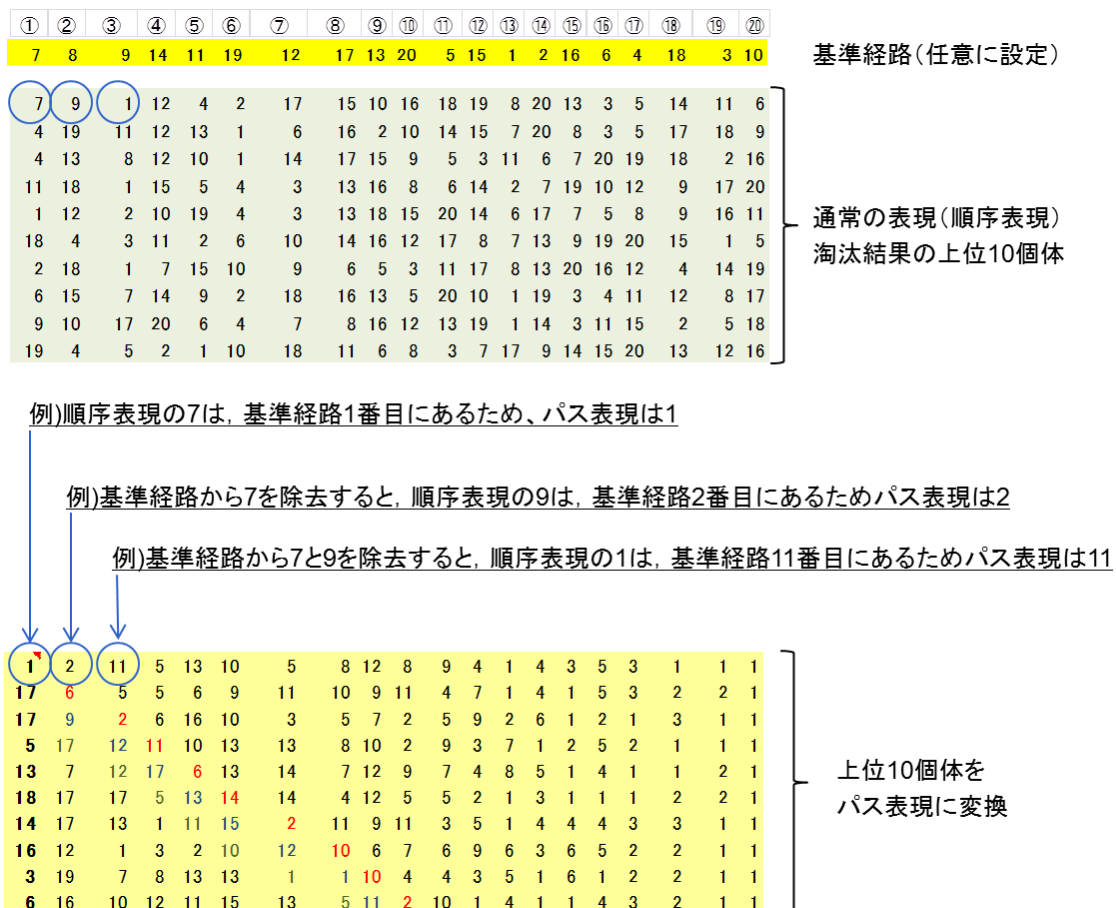 ① ② ③ ④ ⑤ ⑥ ⑦ ⑧ ⑨ ⑩ ⑪ ⑫ ⑬ ⑭ ⑮ ⑯ ⑰ ⑱ ⑲ ⑳
7 8 9 14 11 19 12 17 13 20 5 15 1 2 16 6 4 18 3 10 基準経路(任意に設定)
7 9 1 12 4 2 17 15 10 16 18 19 8 20 13 3 5 14 11 6
4 19 11 12 13 1 6 16 2 10 14 15 7 20 8 3 5 17 18 9
4 13 8 12 10 1 14 17 15 9 5 3 11 6 7 20 19 18 2 16
11 18 1 15 5 4 3 13 16 8 6 14 2 7 19 10 12 9 17 20
1 12 2 10 19 4 3 13 18 15 20 14 6 17 7 5 8 9 16 11
18 4 3 11 2 6 10 14 16 12 17 8 7 13 9 19 20 15 1 5
2 18 1 7 15 10 9 6 5 3 11 17 8 13 20 16 12 4 14 19
6 15 7 14 9 2 18 16 13 5 20 10 1 19 3 4 11 12 8 17
9 10 17 20 6 4 7 8 16 12 13 19 1 14 3 11 15 2 5 18
19 4 5 2 1 10 18 11 6 8 3 7 17 9 14 15 20 13 12 16
通常の表現(順序表現)
淘汰結果の上位10個体
例)順序表現の7は, 基準経路1番目にあるため、パス表現は1
例)基準経路から7を除去すると, 順序表現の9は, 基準経路2番目にあるためパス表現は2
例)基準経路から7と9を除去すると, 順序表現の1は, 基準経路11番目にあるためパス表現は11
1 2 11 5 13 10 5 8 12 8 9 4 1 4 3 5 3 1 1 1
17 6 5 5 6 9 11 10 9 11 4 7 1 4 1 5 3 2 2 1
17 9 2 6 16 10 3 5 7 2 5 9 2 6 1 2 1 3 1 1
5 17 12 11 10 13 13 8 10 2 9 3 7 1 2 5 2 1 1 1
13 7 12 17 6 13 14 7 12 9 7 4 8 5 1 4 1 1 2 1
18 17 17 5 13 14 14 4 12 5 5 2 1 3 1 1 1 2 2 1
14 17 13 1 11 15 2 11 9 11 3 5 1 4 4 4 3 3 1 1
16 12 1 3 2 10 12 10 6 7 6 9 6 3 6 5 2 2 1 1
3 19 7 8 13 13 1 1 10 4 4 3 5 1 6 1 2 2 1 1
6 16 10 12 11 15 13 5 11 2 10 1 4 1 1 4 3 2 1 1
上位10個体を
パス表現に変換